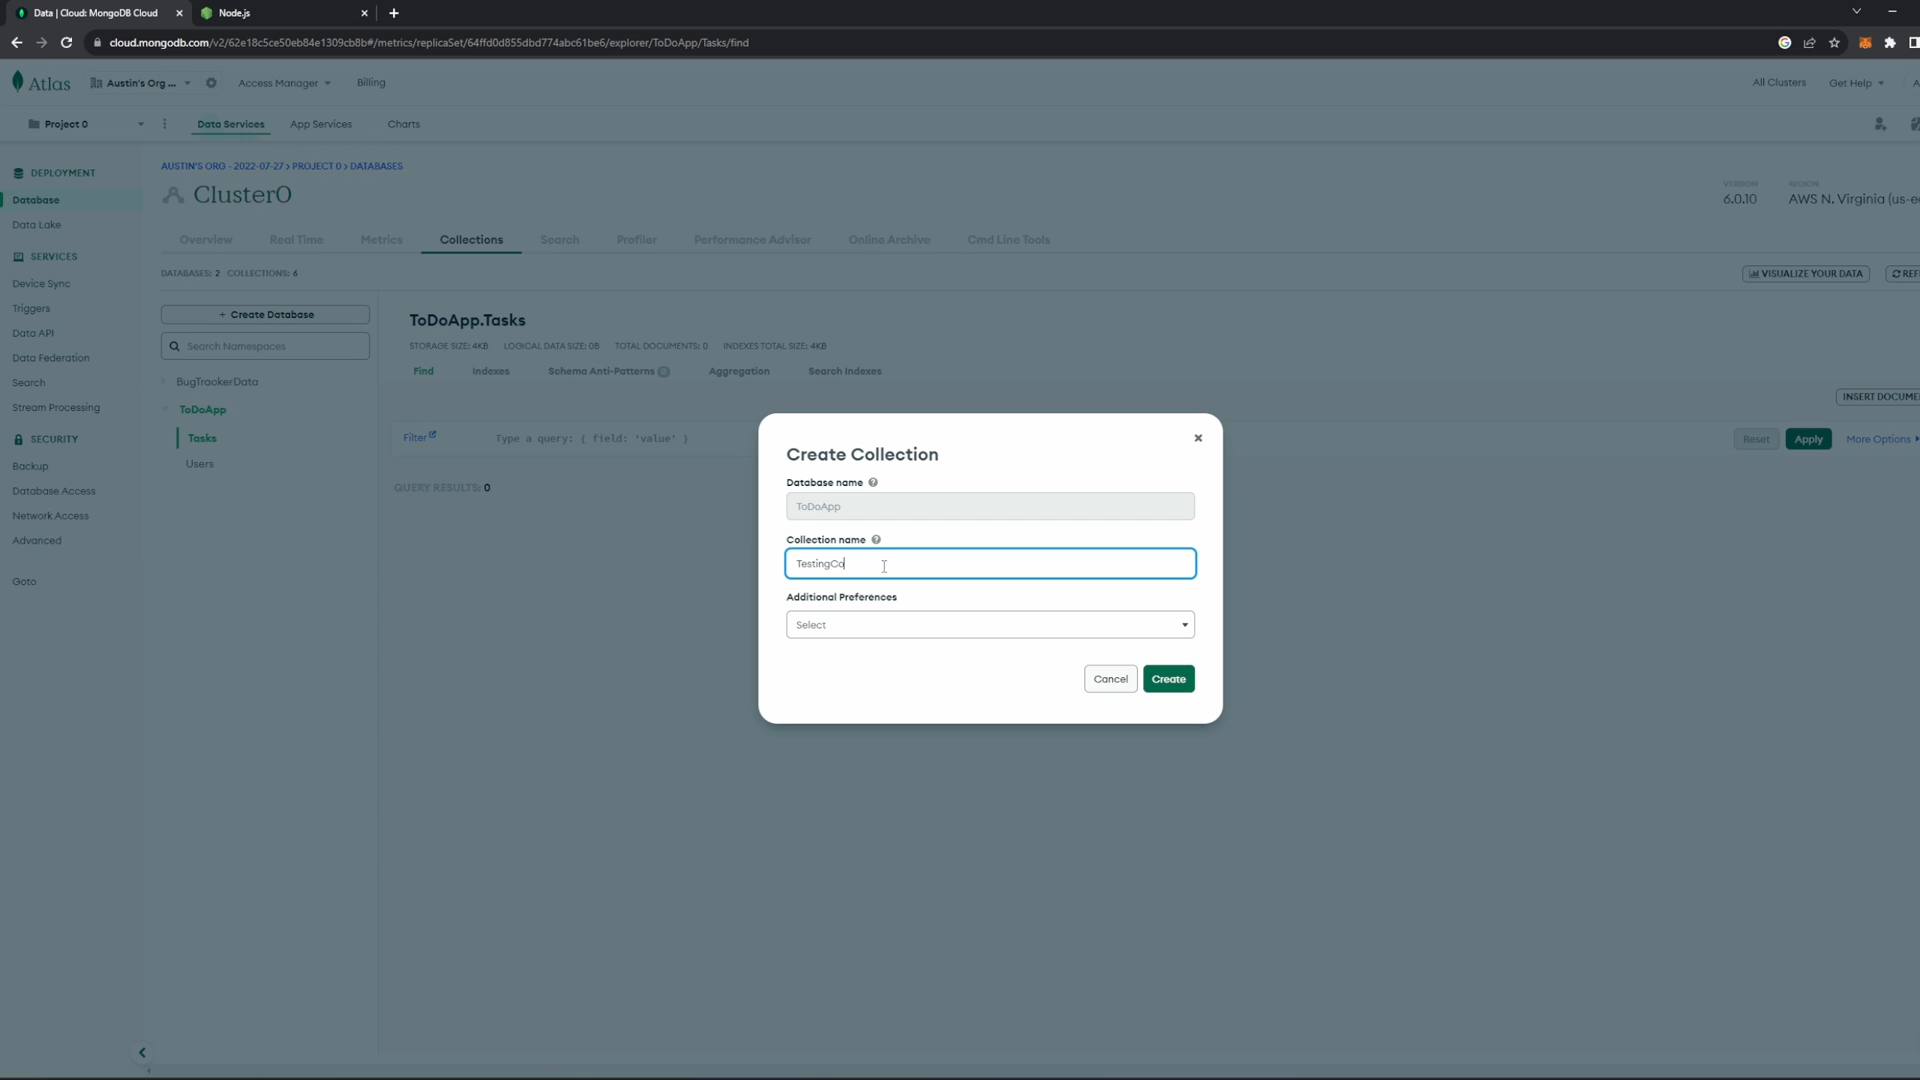 Data | Cloud: MongoDB Cloud
Node.js
cloud.mongodb.com/v2/62e18c5ce50eb84e1309cb8b#/metrics/replicaSet/64ffd0d855dbd774abc61be6/explorer/ToDoApp/Tasks/find
Atlas
Austin's Org ...
Access Manager
Billing
All Clusters
Get Help
A
Project 0
Data Services
App Services
Charts
DEPLOYMENT
Database
Data Lake
SERVICES
Device Sync
Triggers
Data API
Data Federation
Search
Stream Processing
SECURITY
Backup
Database Access
Network Access
Advanced
Goto
AUSTIN'S ORG - 2022-07-27 > PROJECT 0 > DATABASES
Cluster0
VERSION
6.0.10
REGION
AWS N. Virginia (us-e
Overview
Real Time
Metrics
Collections
Search
Profiler
Performance Advisor
Online Archive
Cmd Line Tools
DATABASES: 2 COLLECTIONS: 6
VISUALIZE YOUR DATA
REF
+ Create Database
Search Namespaces
BugTrackerData
ToDoApp
Tasks
Users
ToDoApp.Tasks
STORAGE SIZE: 4KB LOGICAL DATA SIZE: 0B TOTAL DOCUMENTS: 0 INDEXES TOTAL SIZE: 4KB
Find
Indexes
Schema Anti-Patterns 0
Aggregation
Search Indexes
INSERT DOCUME
Filter
Type a query: { field: 'value' }
Reset
Apply
More Options
QUERY RESULTS: 0
Create Collection
Database name
ToDoApp
Collection name
TestingCo
Additional Preferences
Select
Cancel
Create